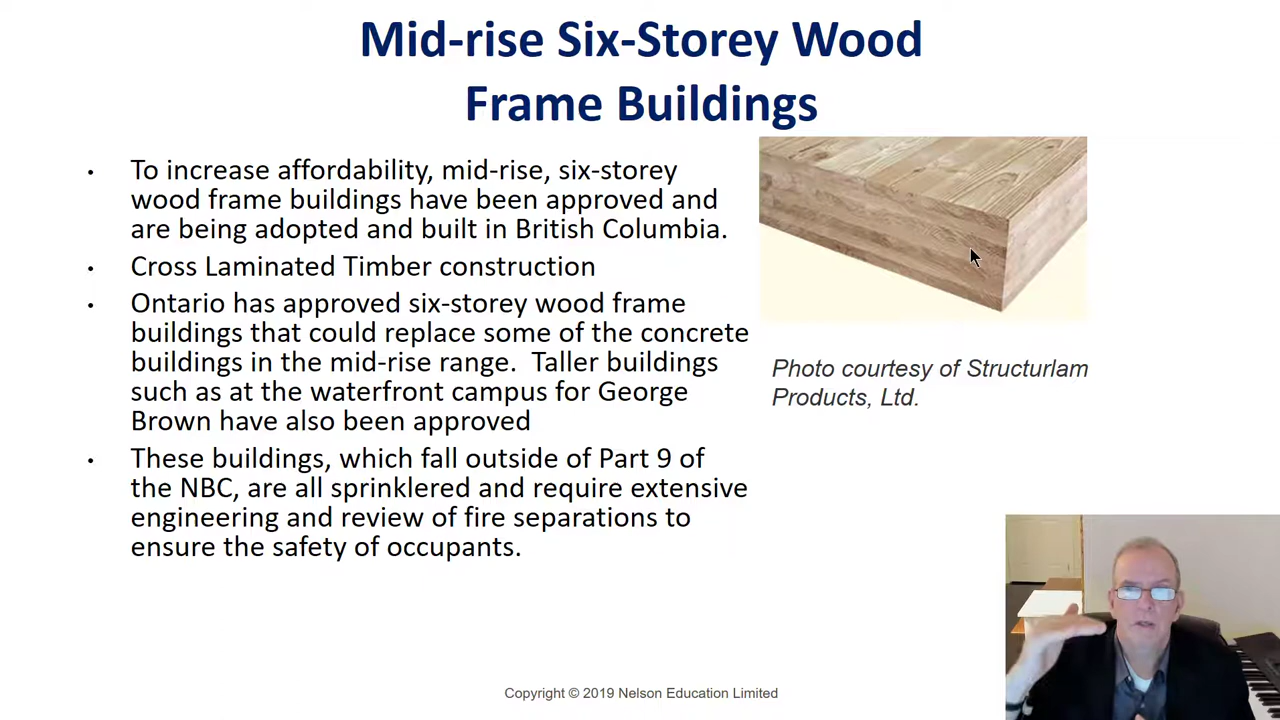 Mid-rise Six-Storey Wood
Frame Buildings
• To increase affordability, mid-rise, six-storey
wood frame buildings have been approved and
are being adopted and built in British Columbia.
• Cross Laminated Timber construction
• Ontario has approved six-storey wood frame
buildings that could replace some of the concrete
buildings in the mid-rise range.  Taller buildings
such as at the waterfront campus for George
Brown have also been approved
• These buildings, which fall outside of Part 9 of
the NBC, are all sprinklered and require extensive
engineering and review of fire separations to
ensure the safety of occupants.
Photo courtesy of Structurlam
Products, Ltd.
Copyright © 2019 Nelson Education Limited